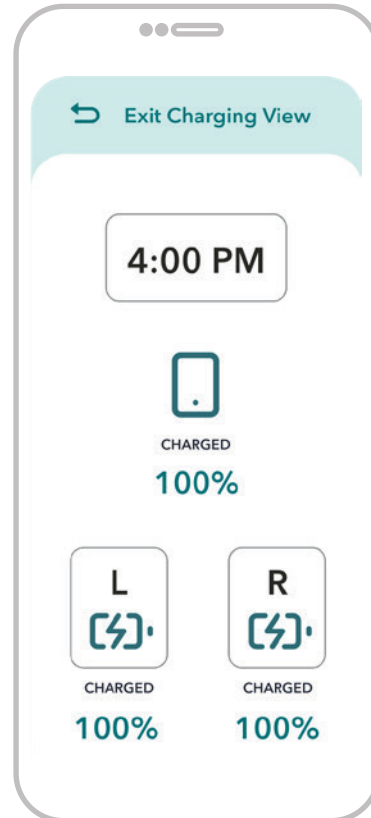 Exit Charging View
4:00 PM
CHARGED
100%
L R
CHARGED CHARGED
100% 100%